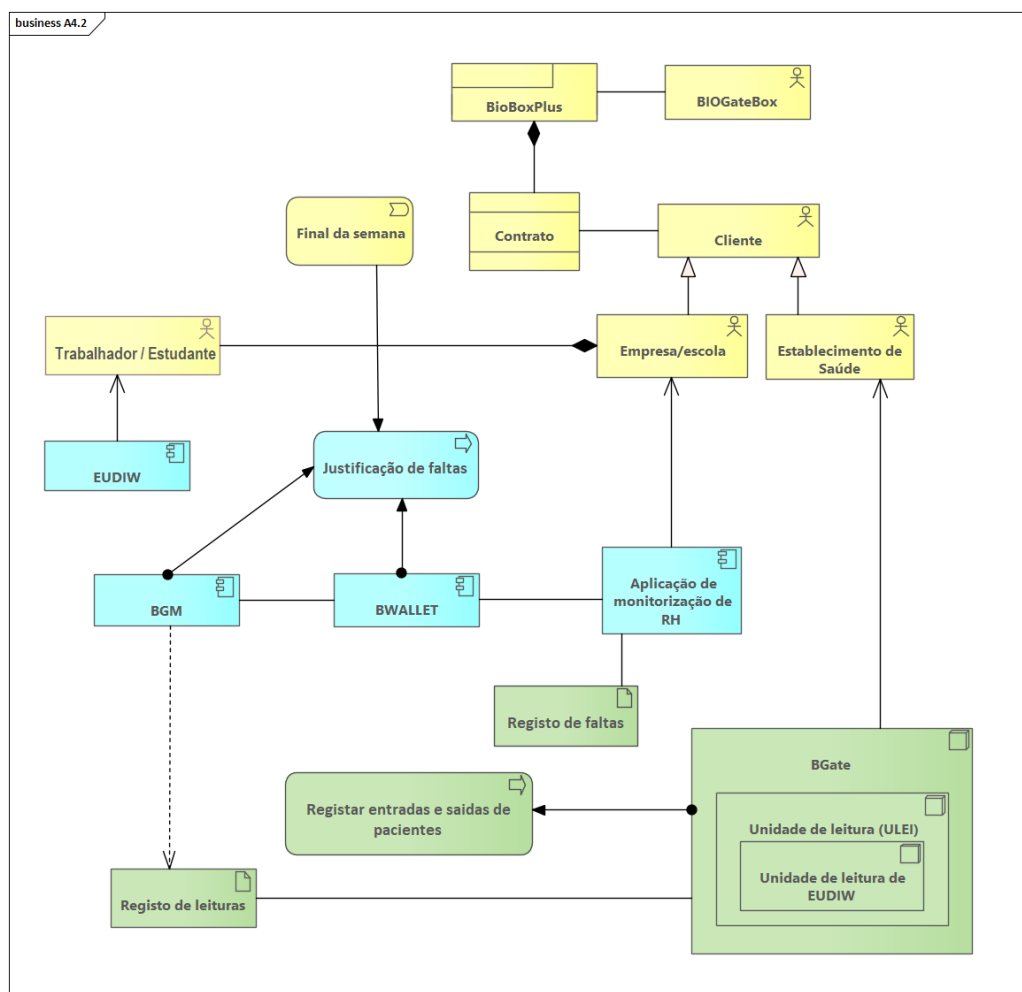 business A4.2
BioBoxPlus
BIOGateBox
Final da semana
Contrato
Cliente
Trabalhador / Estudante
Empresa/escola
Establecimento de
Saúde
EUDIW
Justificação de faltas
BGM
BWALLET
Aplicação de
monitorização de
RH
Registo de faltas
BGate
Registar entradas e saidas de
pacientes
Unidade de leitura (ULEI)
Unidade de leitura de
EUDIW
Registo de leituras